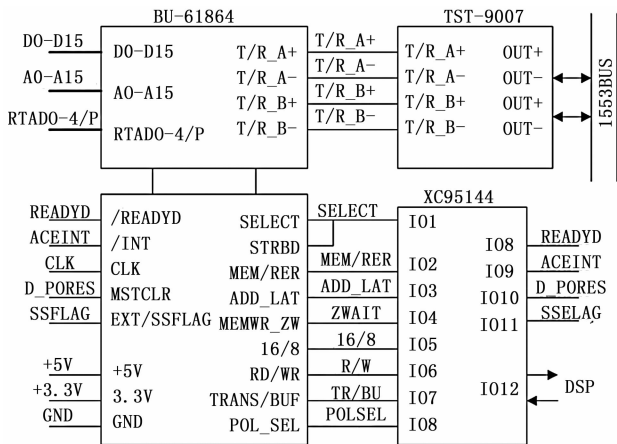 BU-61864
TST-9007
D0-D15 D0-D15 T/R_A+ T/R_A+ T/R_A+ OUT+
A0-A15 A0-A15 T/R_A- T/R_A- T/R_A- OUT-
T/R_B+ T/R_B+ T/R_B+ OUT+
RTAD0-4/P RTAD0-4/P T/R_B- T/R_B- T/R_B- OUT-
1553BUS
XC95144
READYD /READYD SELECT SELECT IO1
ACEINT /INT STRBD
CLK CLK MEM/RER MEM/RER IO2
D_PORES MSTCLR ADD_LAT ADD_LAT IO3
SSFLAG EXT/SSFLAG MEMWR_ZW ZWAIT IO4
16/8 16/8 IO5
+5V +5V RD/WR R/W IO6
+3.3V 3.3V TRANS/BUF TR/BU IO7
GND GND POL_SEL POLSEL IO8
IO8 READYD
IO9 ACEINT
IO10 D_PORES
IO11 SSELAG
IO12 DSP